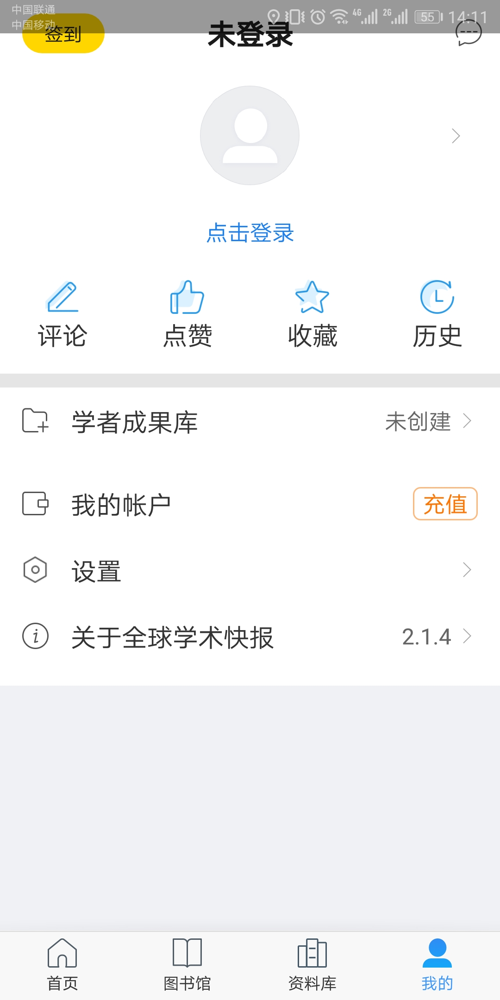 中国联通
中国移动
4G 2G 55 14:11
签到
未登录
点击登录
评论 点赞 收藏 历史
学者成果库 未创建
我的帐户 充值
设置
关于全球学术快报 2.1.4
首页 图书馆 资料库 我的